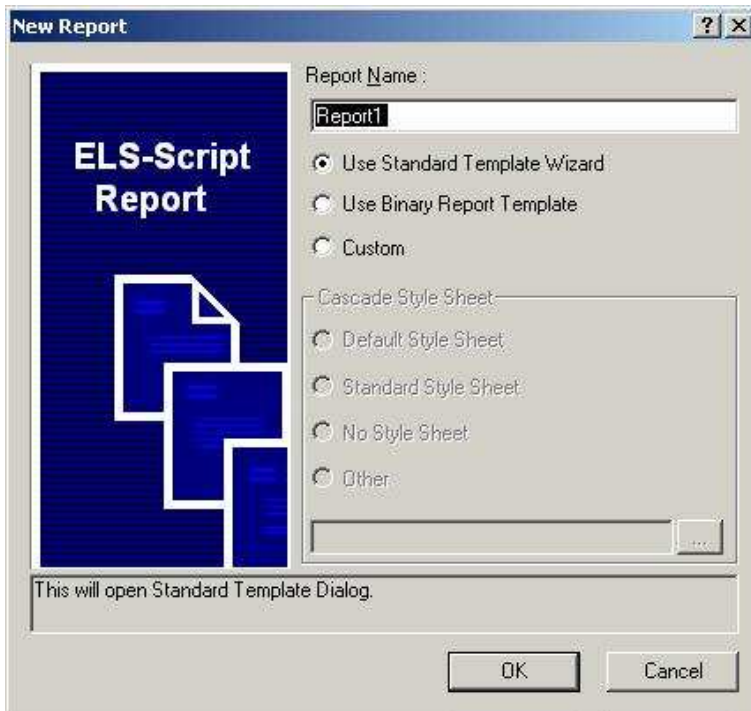 New Report
ELS-Script
Report
Report Name :
Report1
Use Standard Template Wizard
Use Binary Report Template
Custom
Cascade Style Sheet
Default Style Sheet
Standard Style Sheet
No Style Sheet
Other
...
This will open Standard Template Dialog.
OK
Cancel